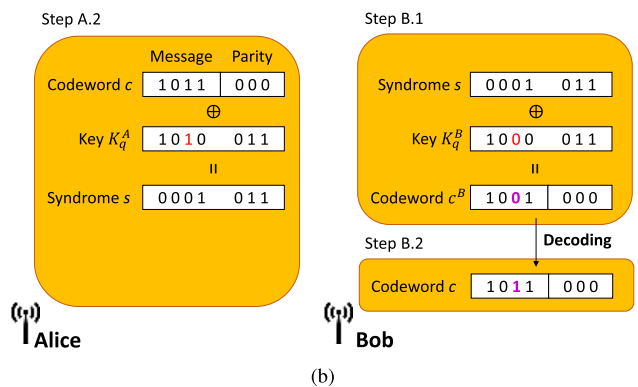 Step A.2
Message Parity
Codeword c 1 0 1 1 0 0 0
⊕
Key K_q^A 1 0 1 0 0 1 1
=
Syndrome s 0 0 0 1 0 1 1
Alice
Step B.1
Syndrome s 0 0 0 1 0 1 1
⊕
Key K_q^B 1 0 0 0 0 1 1
=
Codeword c^B 1 0 0 1 0 0 0
Decoding
Step B.2
Codeword c 1 0 1 1 0 0 0
Bob
(b)